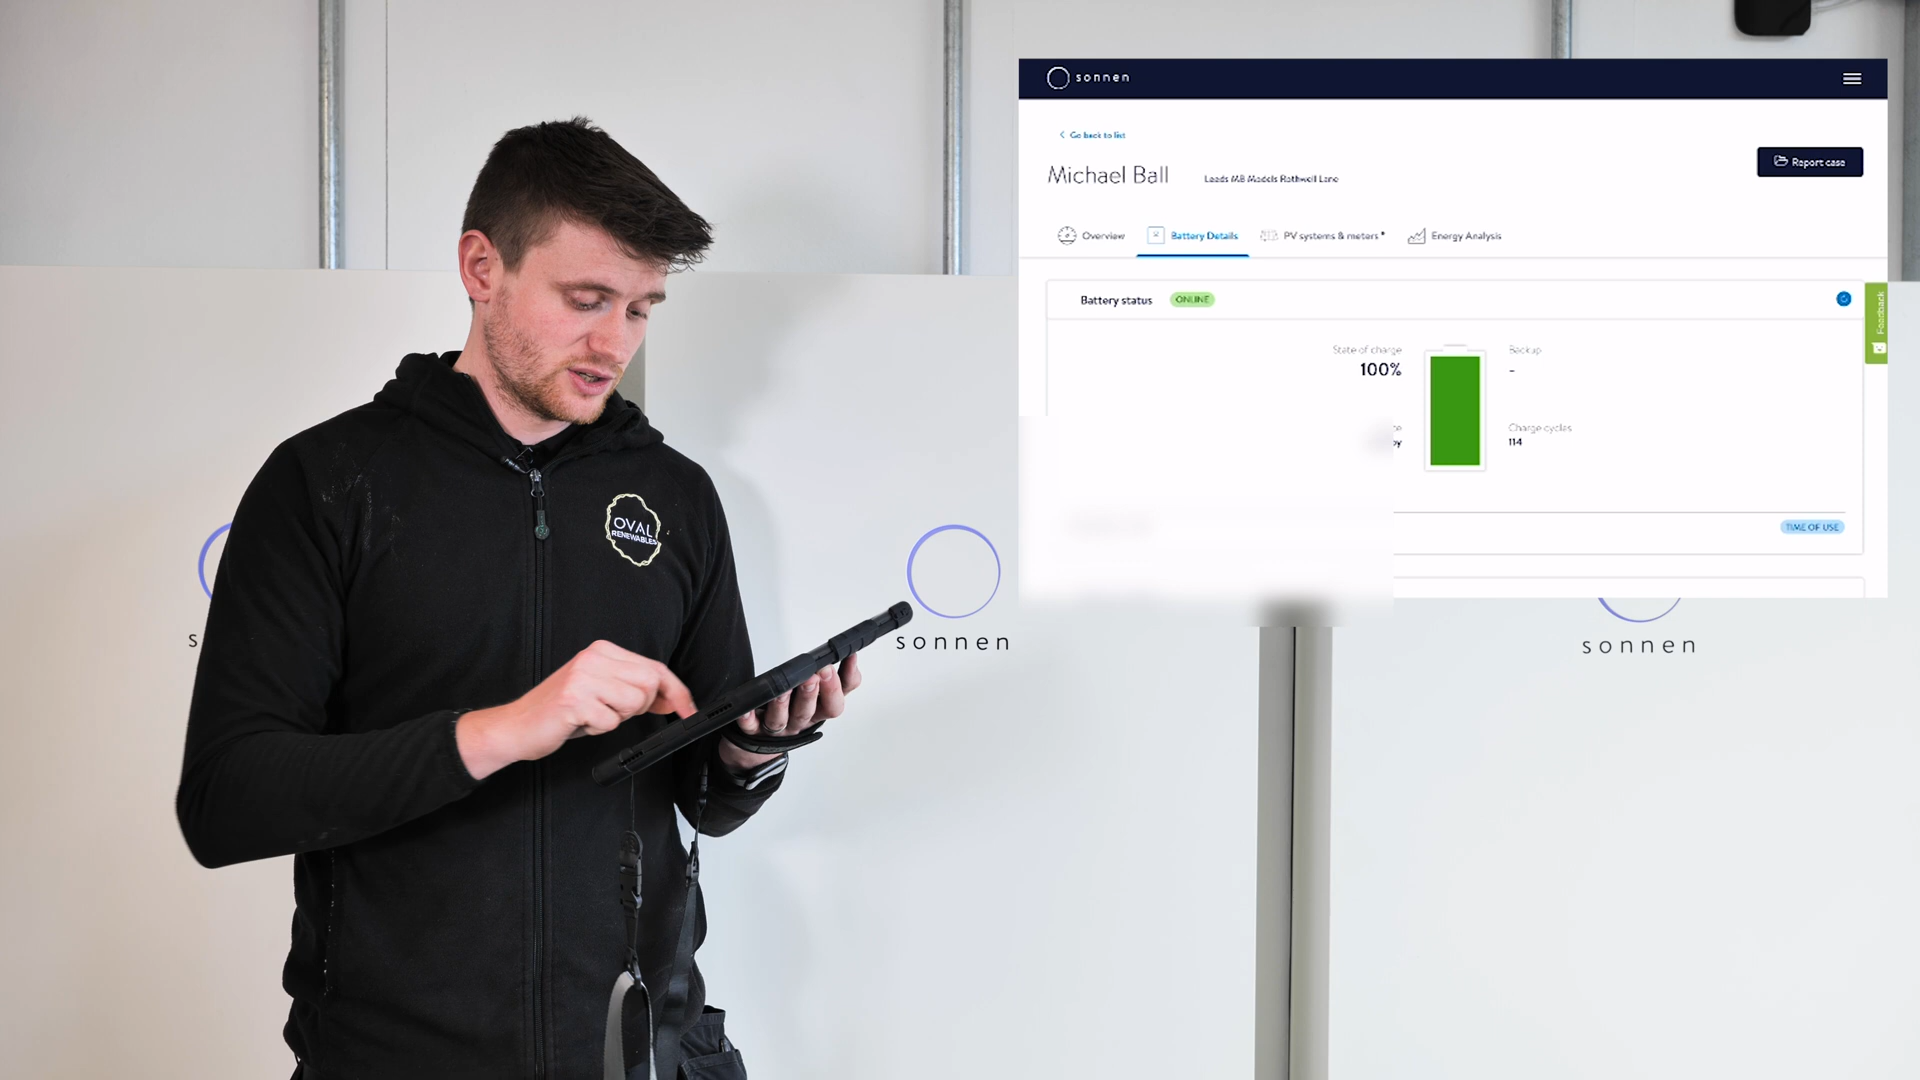 sonnen
Go back to list
Report case
Michael Ball
Leeds MB Models Rothwell Lane
Overview
Battery Details
PV systems & meters
Energy Analysis
Battery status
ONLINE
Feedback
State of charge
100%
Backup
-
Charge cycles
114
TIME OF USE
OVAL
RENEWABLES
s
sonnen
sonnen